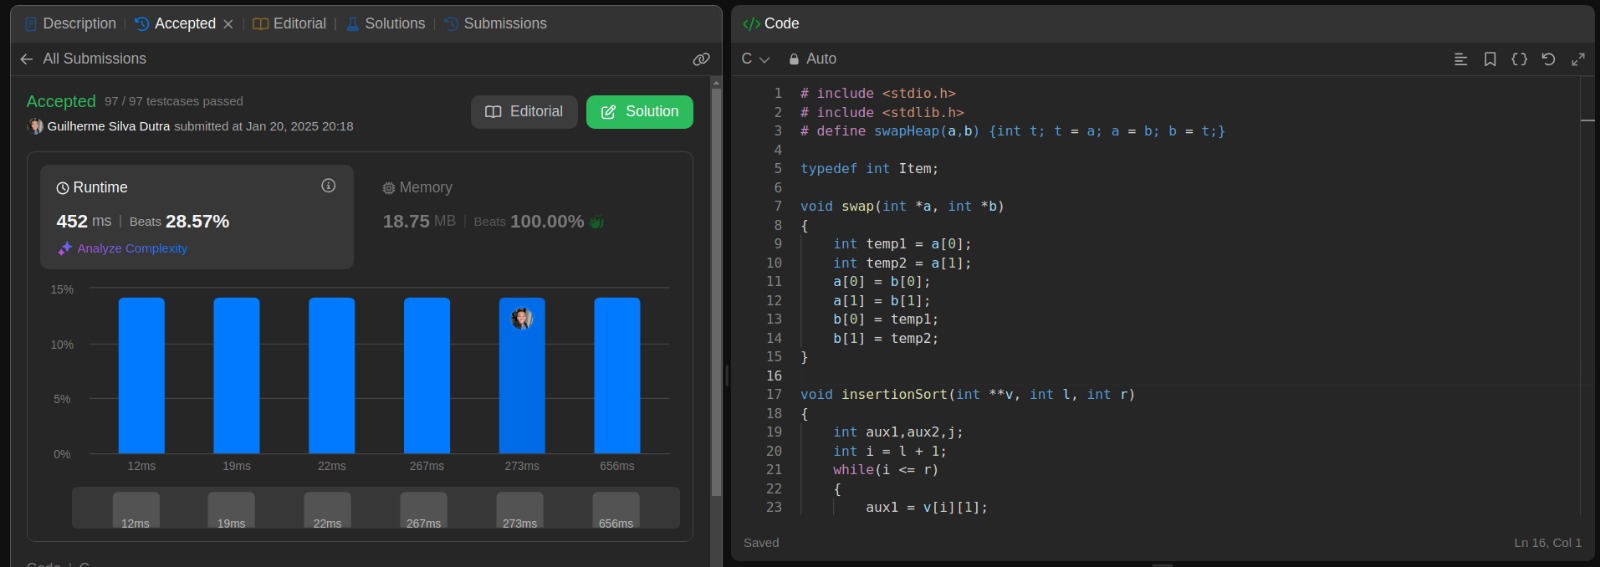 Description | Accepted × | Editorial | Solutions | Submissions
All Submissions
Accepted 97 / 97 testcases passed
Guilherme Silva Dutra submitted at Jan 20, 2025 20:18
Editorial
Solution
Runtime
452 ms | Beats 28.57%
Analyze Complexity
Memory
18.75 MB | Beats 100.00%
15%
10%
5%
0%
12ms 19ms 22ms 267ms 273ms 656ms
12ms 19ms 22ms 267ms 273ms 656ms
Code | C
</> Code
C Auto
1 # include <stdio.h>
2 # include <stdlib.h>
3 # define swapHeap(a,b) {int t; t = a; a = b; b = t;}
4
5 typedef int Item;
6
7 void swap(int *a, int *b)
8 {
9     int temp1 = a[0];
10     int temp2 = a[1];
11     a[0] = b[0];
12     a[1] = b[1];
13     b[0] = temp1;
14     b[1] = temp2;
15 }
16
17 void insertionSort(int **v, int l, int r)
18 {
19     int aux1,aux2,j;
20     int i = l + 1;
21     while(i <= r)
22     {
23         aux1 = v[i][1];
Saved
Ln 16, Col 1